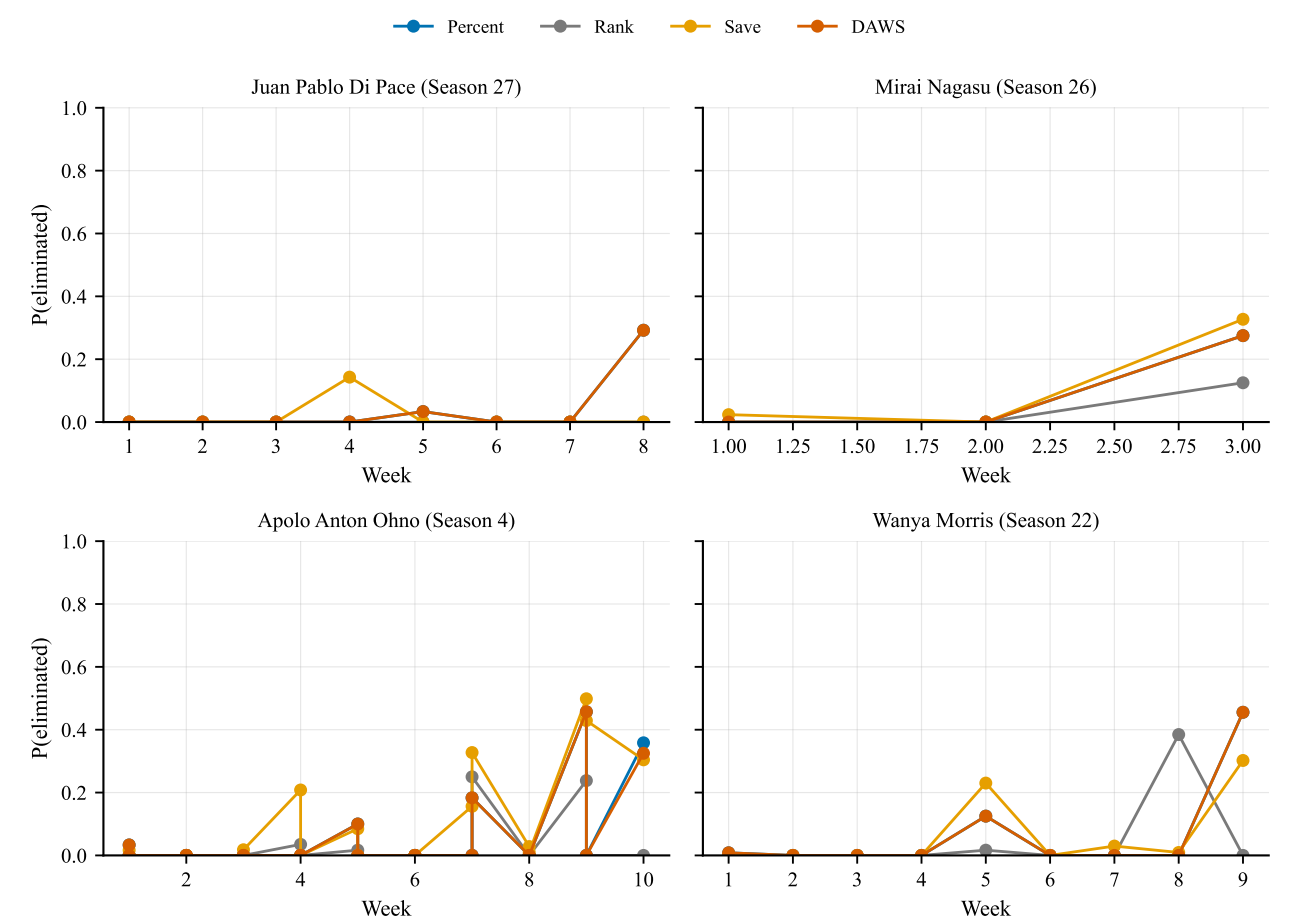 Percent Rank Save DAWS
Juan Pablo Di Pace (Season 27)
Mirai Nagasu (Season 26)
P(eliminated)
1.0
0.8
0.6
0.4
0.2
0.0
1 2 3 4 5 6 7 8
Week
1.00 1.25 1.50 1.75 2.00 2.25 2.50 2.75 3.00
Week
Apolo Anton Ohno (Season 4)
Wanya Morris (Season 22)
P(eliminated)
1.0
0.8
0.6
0.4
0.2
0.0
2 4 6 8 10
Week
1 2 3 4 5 6 7 8 9
Week